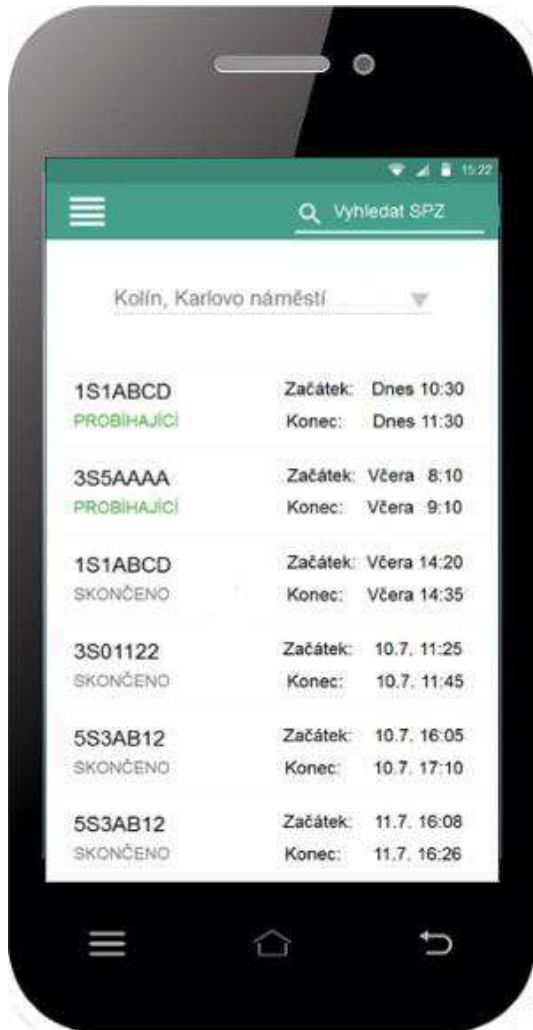 15:22
Vyhledat SPZ
Kolín, Karlovo náměstí
1S1ABCD Začátek: Dnes 10:30
PROBÍHAJÍCÍ Konec: Dnes 11:30
3S5AAAA Začátek: Včera 8:10
PROBÍHAJÍCÍ Konec: Včera 9:10
1S1ABCD Začátek: Včera 14:20
SKONČENO Konec: Včera 14:35
3S01122 Začátek: 10.7. 11:25
SKONČENO Konec: 10.7. 11:45
5S3AB12 Začátek: 10.7. 16:05
SKONČENO Konec: 10.7. 17:10
5S3AB12 Začátek: 11.7. 16:08
SKONČENO Konec: 11.7. 16:26